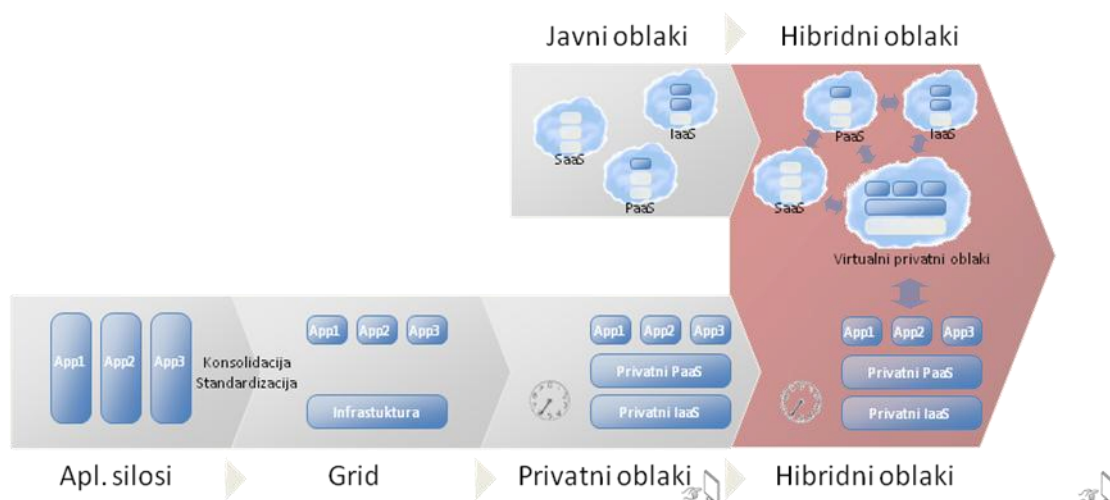 Javni oblaki
Hibridni oblaki
IaaS
SaaS
PaaS
PaaS
IaaS
SaaS
Virtualni privatni oblaki
App1
App2
App3
Konsolidacija
Standardizacija
App1
App2
App3
Infrastuktura
App1
App2
App3
Privatni PaaS
Privatni IaaS
App1
App2
App3
Privatni PaaS
Privatni IaaS
Apl. silosi
Grid
Privatni oblaki
Hibridni oblaki